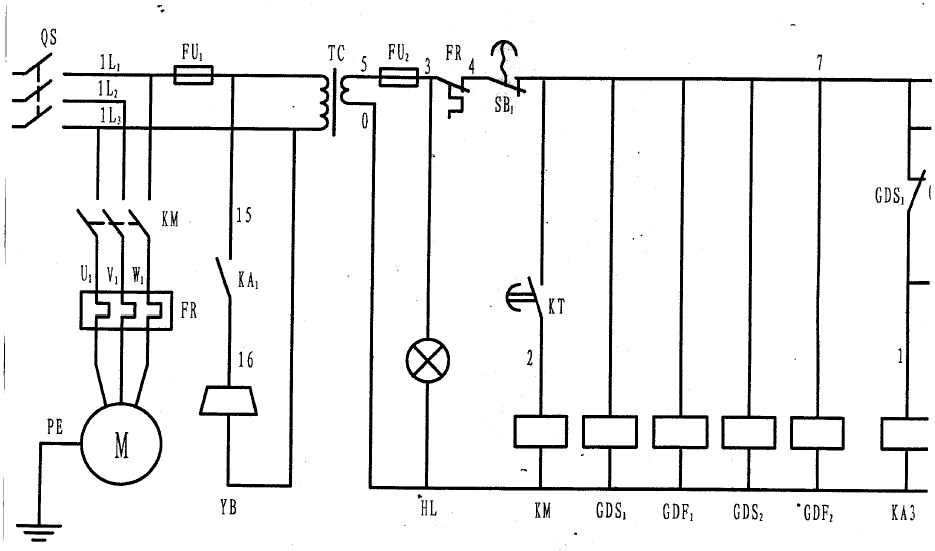 QS
1L₁
FU₁
TC
5
FU₂
3
FR
4
SB₁
7
1L₂
1L₃
0
KM
15
GDS₁
U₁ V₁ W₁
KA₁
FR
KT
16
2
1
PE
M
YB
HL
KM
GDS₁
GDF₁
GDS₂
GDF₂
KA3